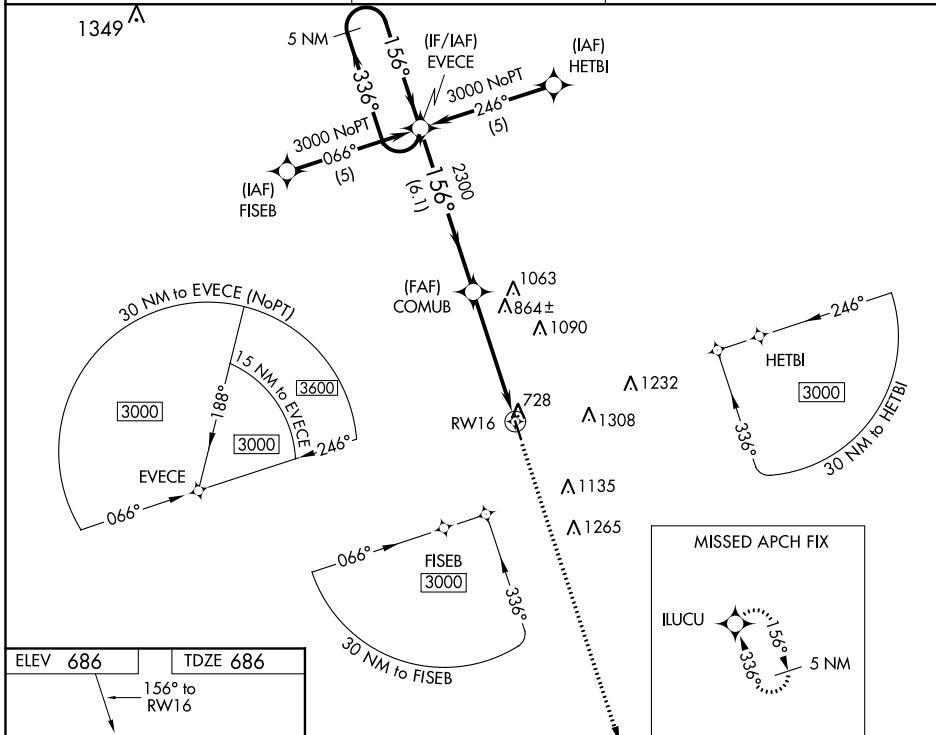 1349
5 NM
156°
336°
(IF/IAF)
EVECE
(IAF)
HETBI
3000 NoPT
246°
(5)
3000 NoPT
066°
(5)
(IAF)
FISEB
2300
156°
(6.1)
(FAF)
COMUB
1063
864±
1090
30 NM to EVECE (NoPT)
15 NM to EVECE
3600
3000
188°
3000
246°
EVECE
066°
246°
HETBI
3000
336°
30 NM to HETBI
1232
728
1308
RW16
1135
1265
066°
FISEB
3000
336°
30 NM to FISEB
MISSED APCH FIX
ILUCU
156°
336°
5 NM
ELEV 686
TDZE 686
156° to
RW16